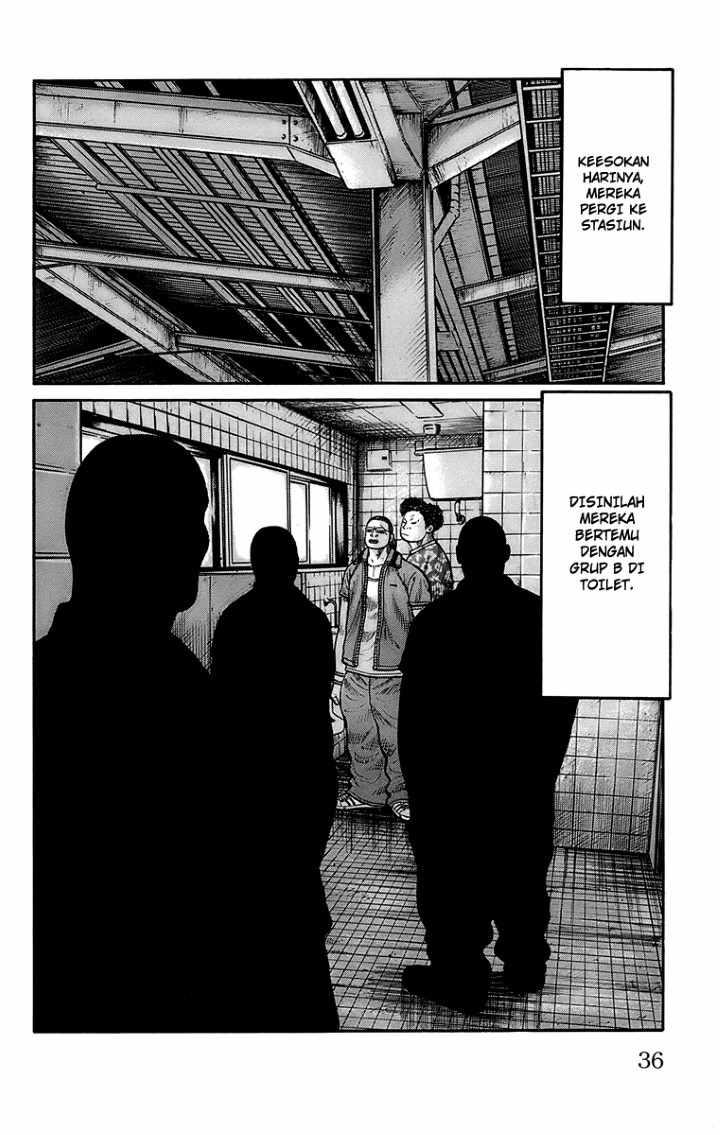 KEESOKAN
HARINYA,
MEREKA
PERGI KE
STASIUN.
DISINILAH
MEREKA
BERTEMU
DENGAN
GRUP B DI
TOILET.
36